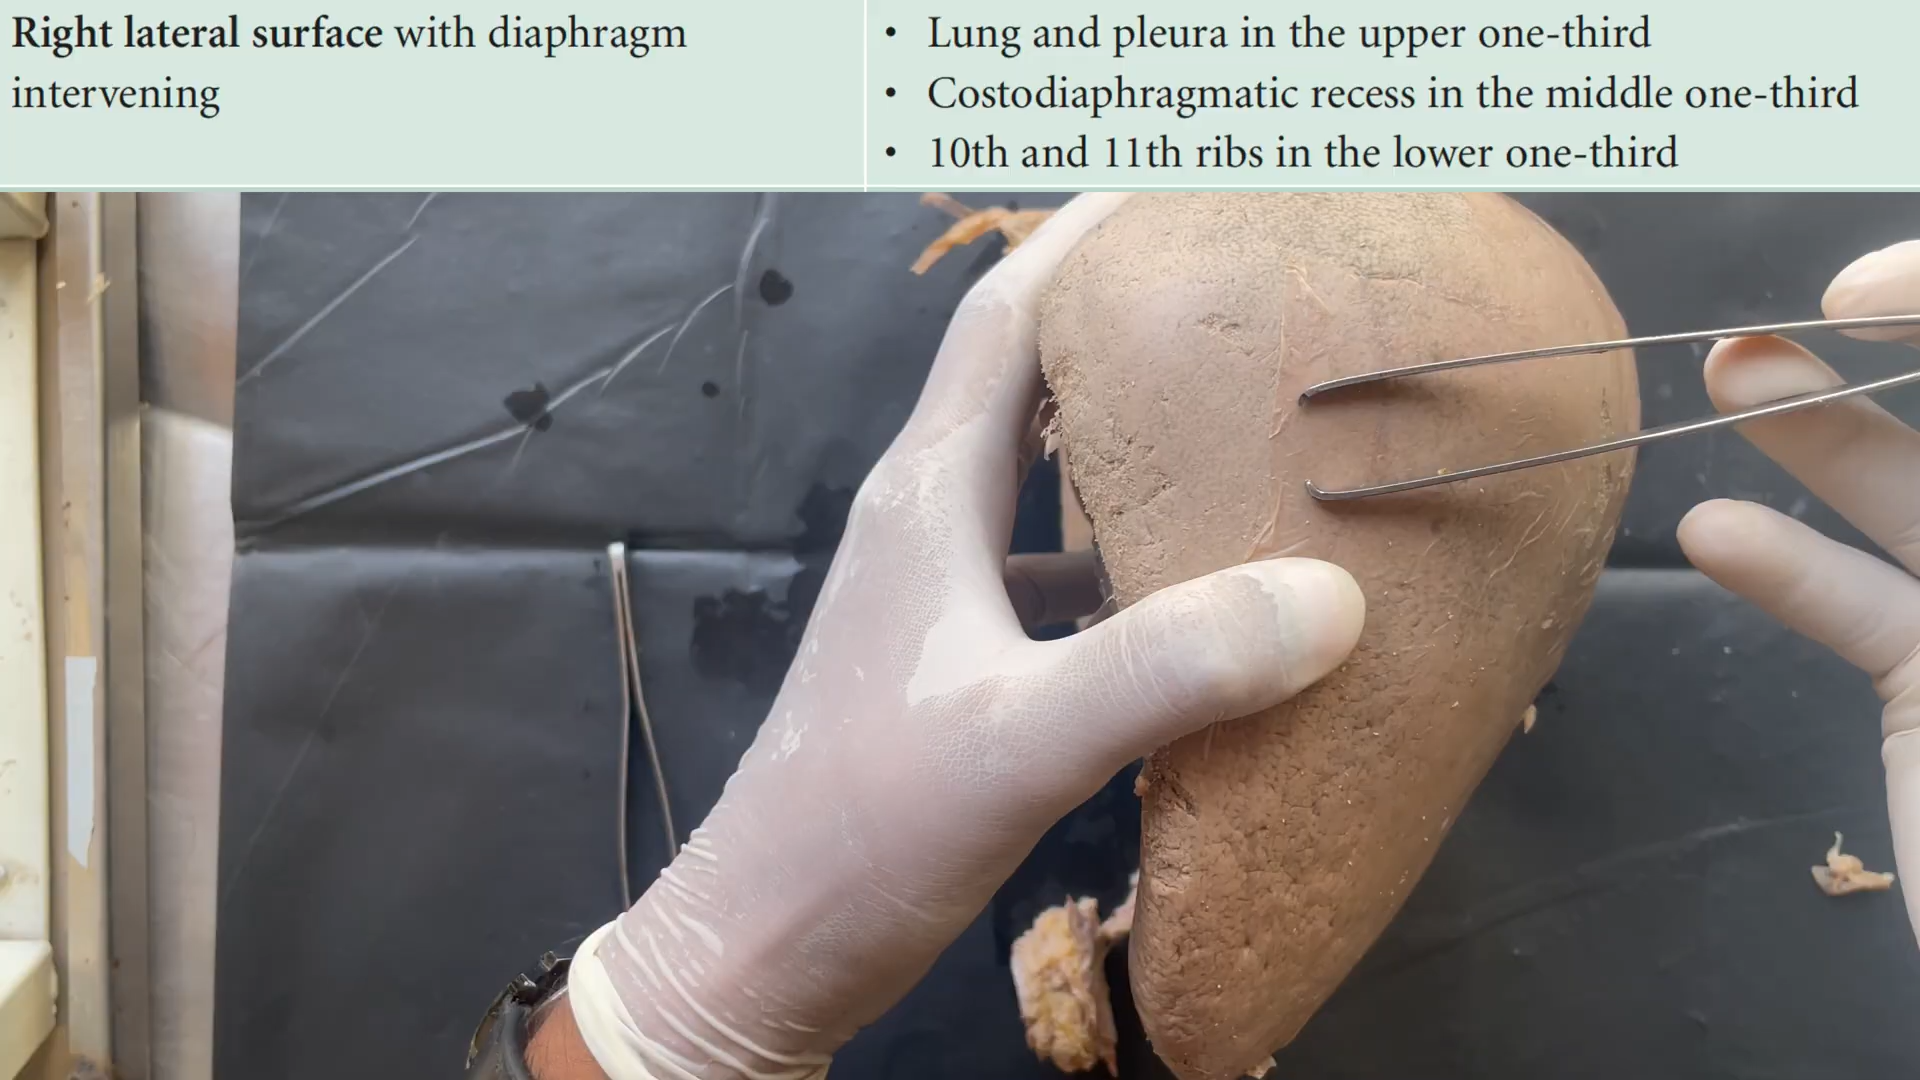 Right lateral surface with diaphragm
intervening
• Lung and pleura in the upper one-third
• Costodiaphragmatic recess in the middle one-third
• 10th and 11th ribs in the lower one-third